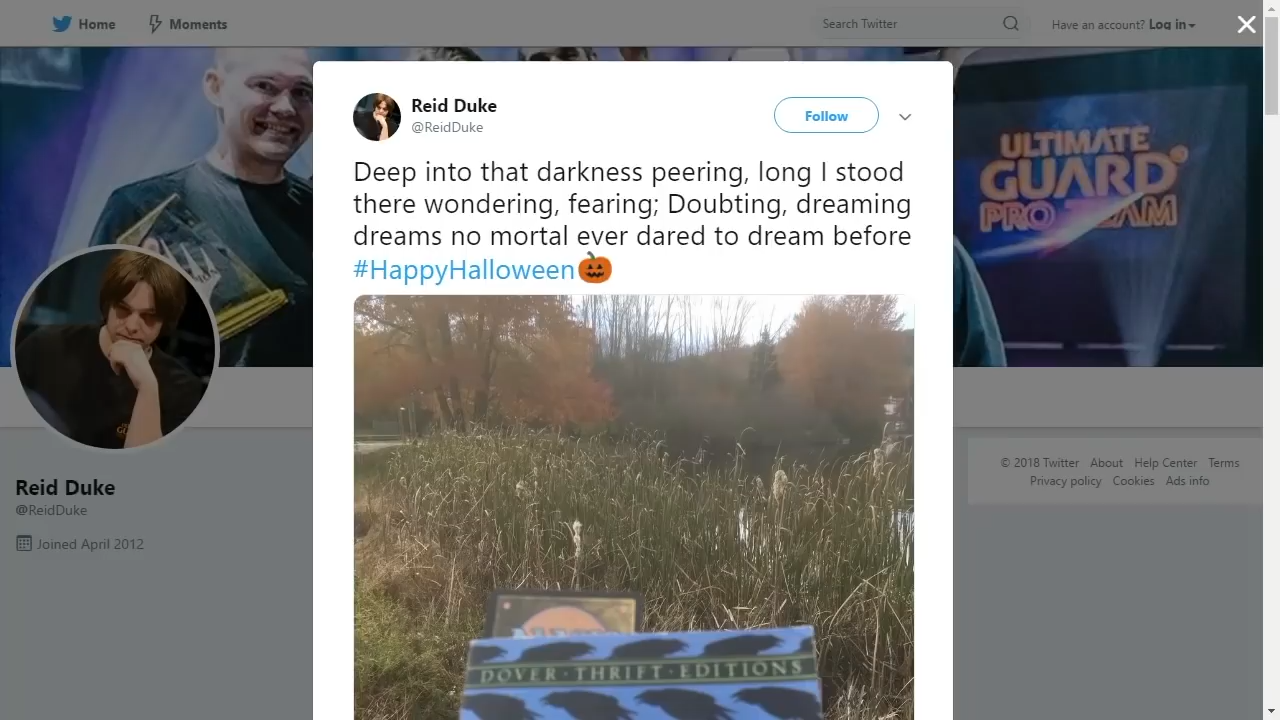 Home
Moments
Search Twitter
Have an account? Log in
Reid Duke
@ReidDuke
Follow
Deep into that darkness peering, long I stood
there wondering, fearing; Doubting, dreaming
dreams no mortal ever dared to dream before
#HappyHalloween
DOVER · THRIFT · EDITIONS
ULTIMATE
GUARD
PRO TEAM
Reid Duke
@ReidDuke
Joined April 2012
© 2018 Twitter About Help Center Terms
Privacy policy Cookies Ads info